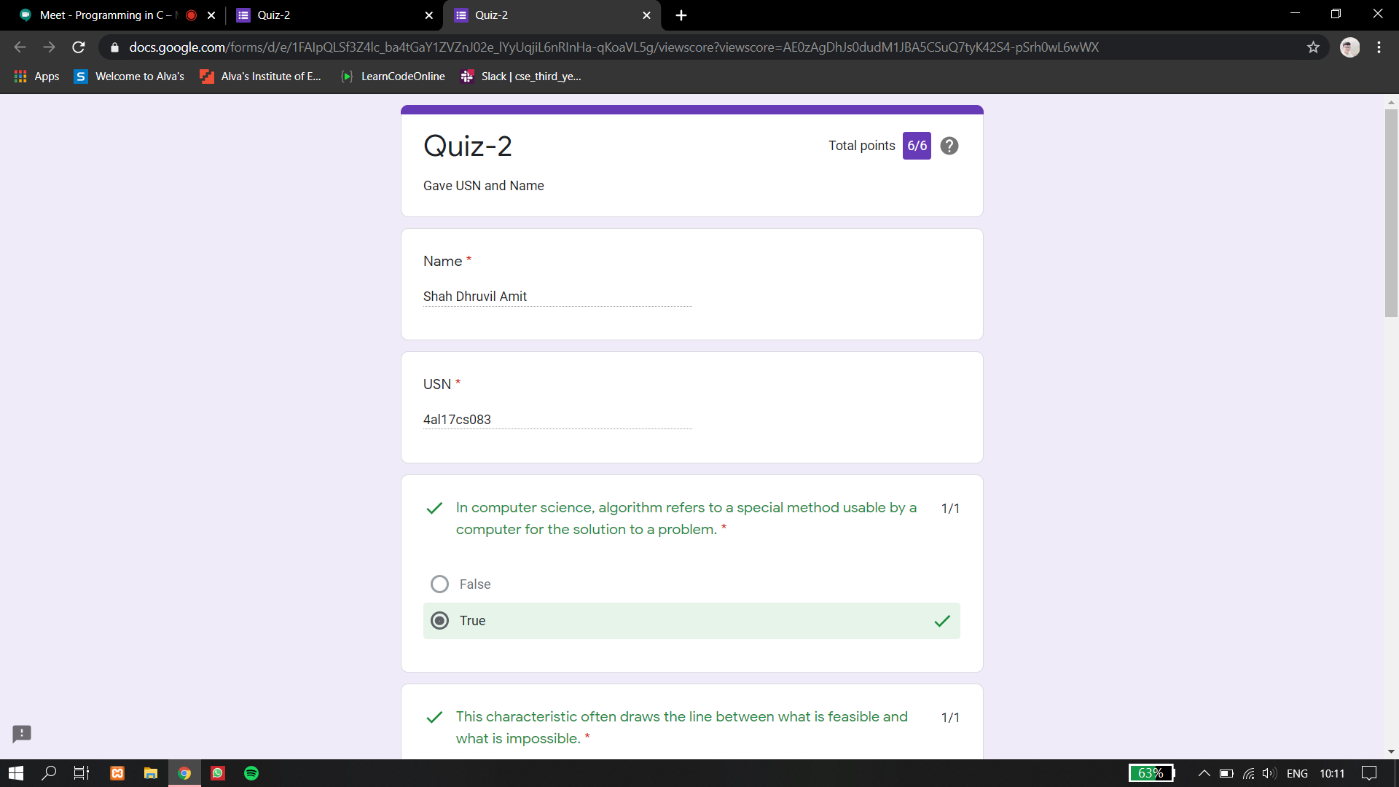 Meet - Programming in C –
Quiz-2
Quiz-2
docs.google.com/forms/d/e/1FAIpQLSf3Z4lc_ba4tGaY1ZVZnJ02e_lYyUqjiL6nRInHa-qKoaVL5g/viewscore?viewscore=AE0zAgDhJs0dudM1JBA5CSuQ7tyK42S4-pSrh0wL6wWX
Apps
Welcome to Alva's
Alva's Institute of E...
LearnCodeOnline
Slack | cse_third_ye...
Quiz-2
Total points 6/6
Gave USN and Name
Name *
Shah Dhruvil Amit
USN *
4al17cs083
In computer science, algorithm refers to a special method usable by a
computer for the solution to a problem. *
1/1
False
True
This characteristic often draws the line between what is feasible and
what is impossible. *
1/1
63%
ENG
10:11